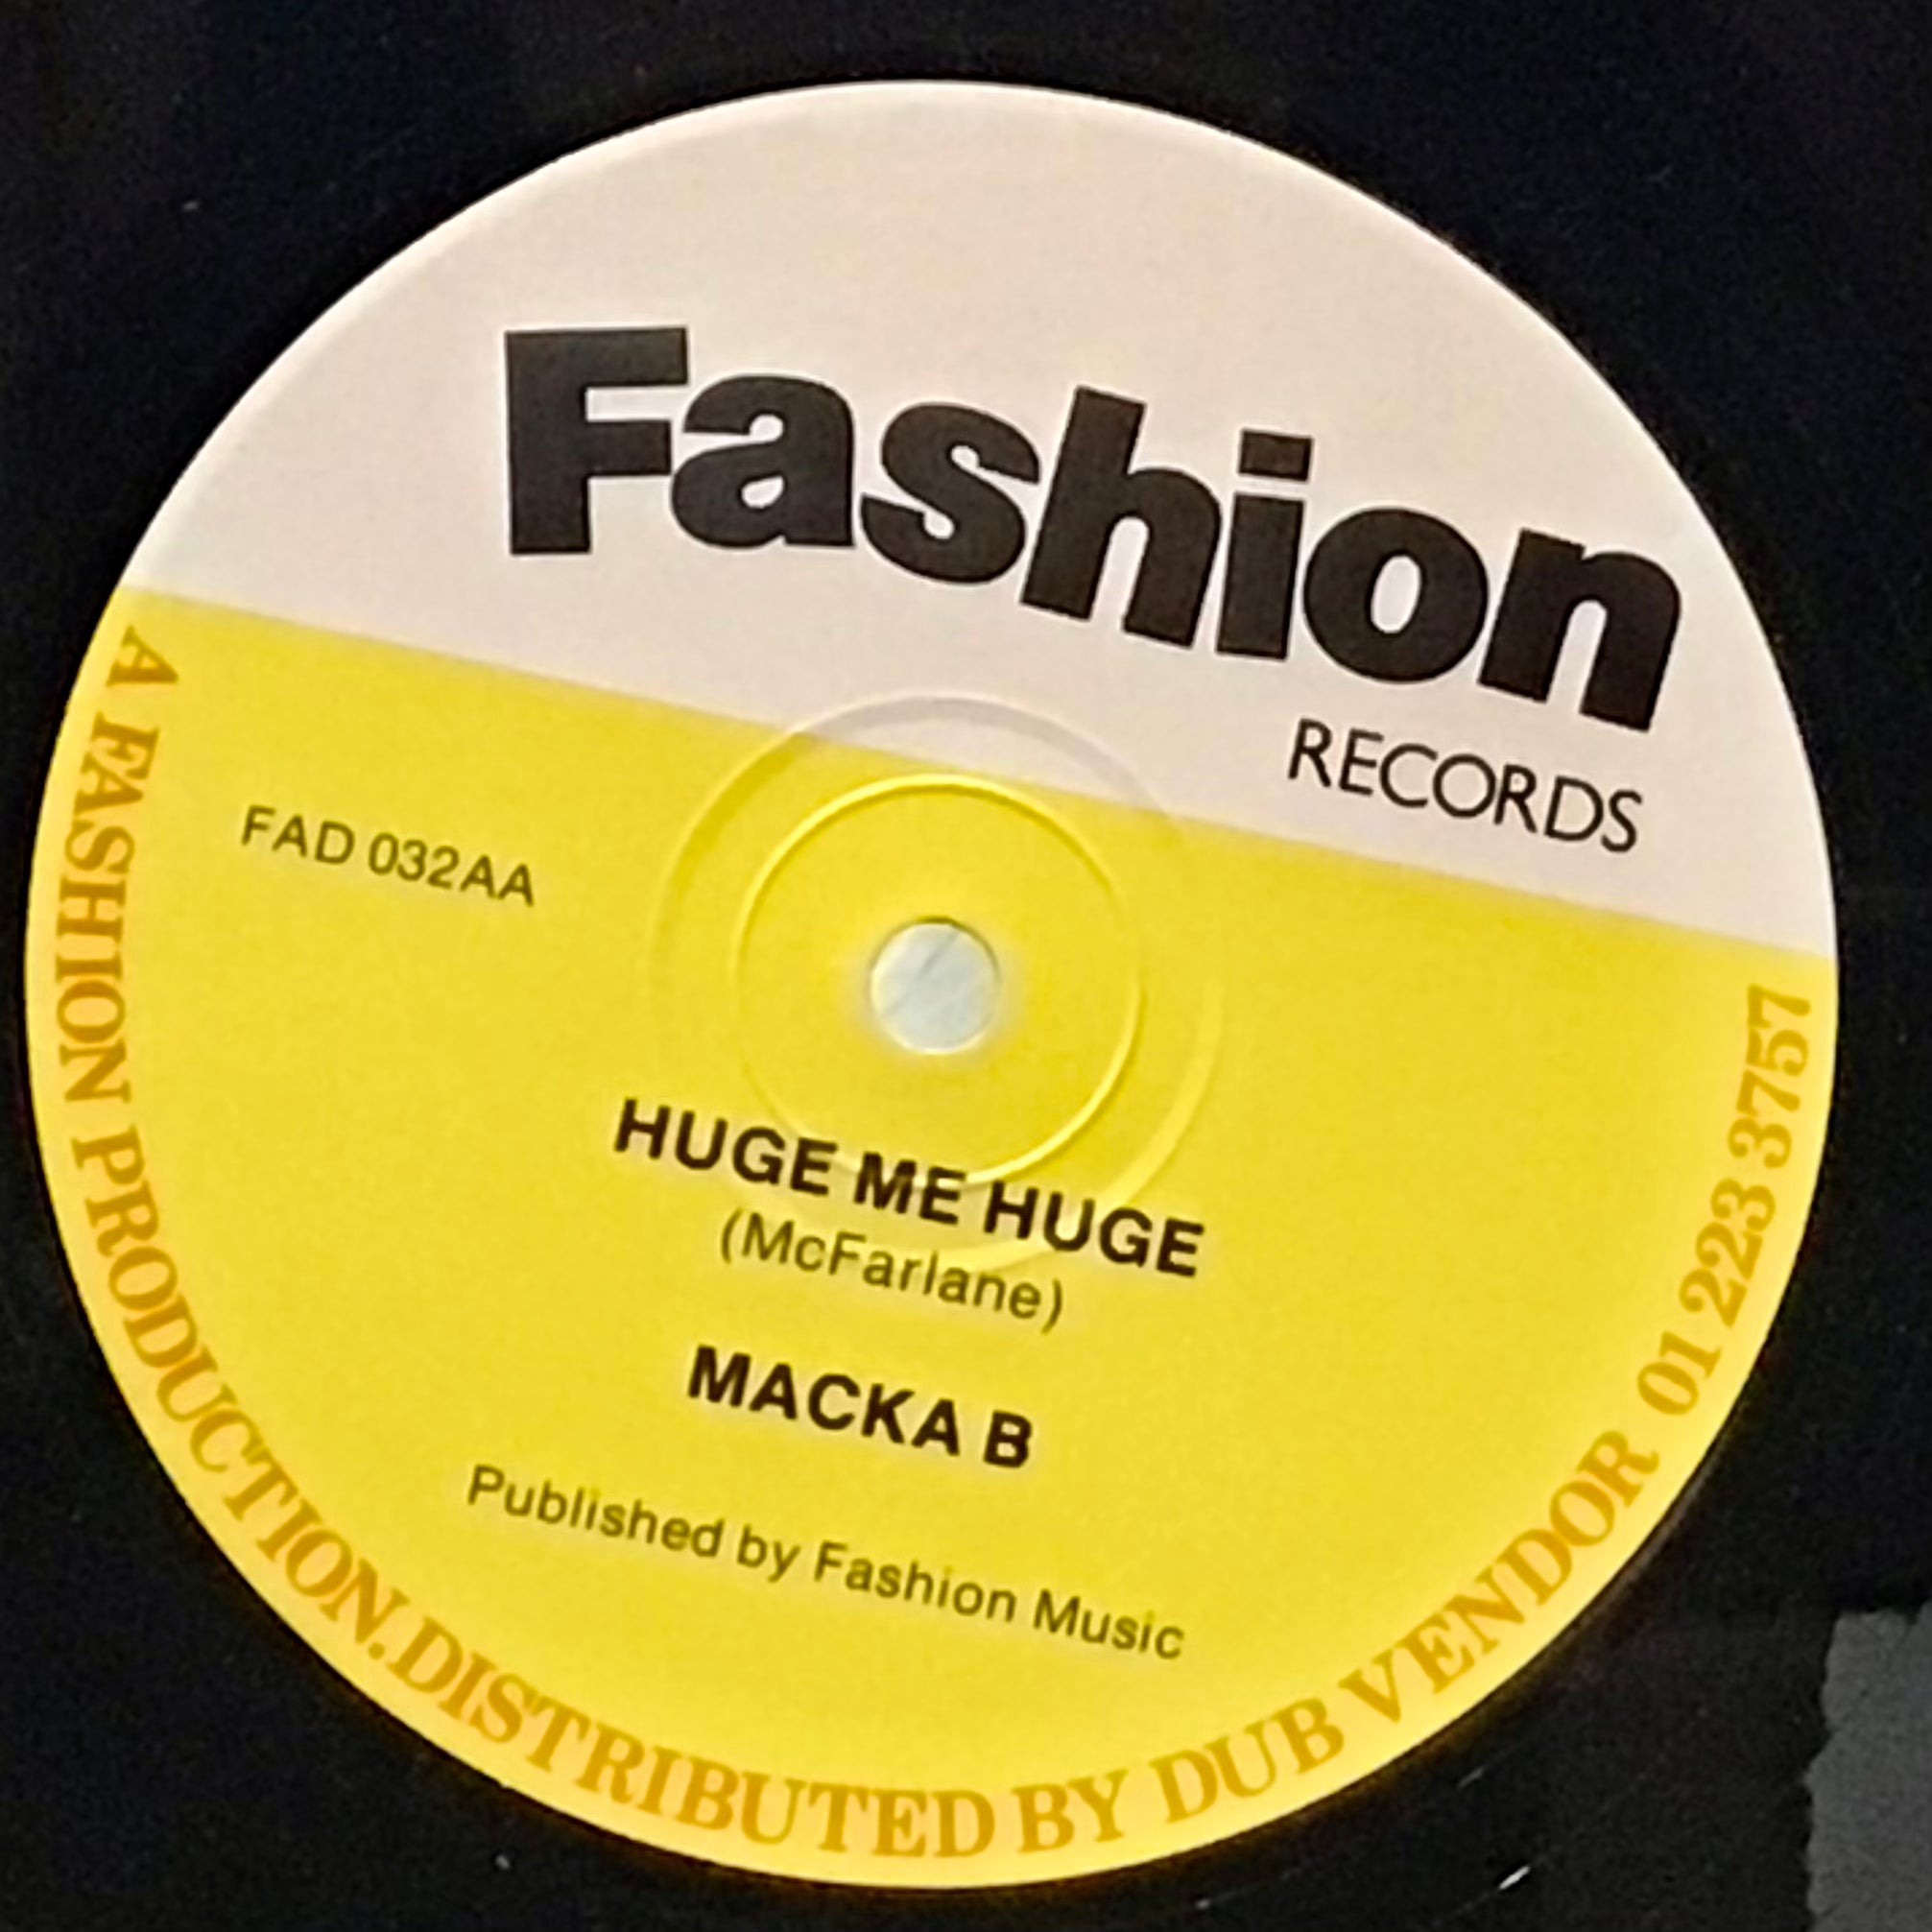 Fashion
RECORDS
FAD 032AA
HUGE ME HUGE
(McFarlane)
MACKA B
Published by Fashion Music
A FASHION PRODUCTION. DISTRIBUTED BY DUB VENDOR 01 223 3757